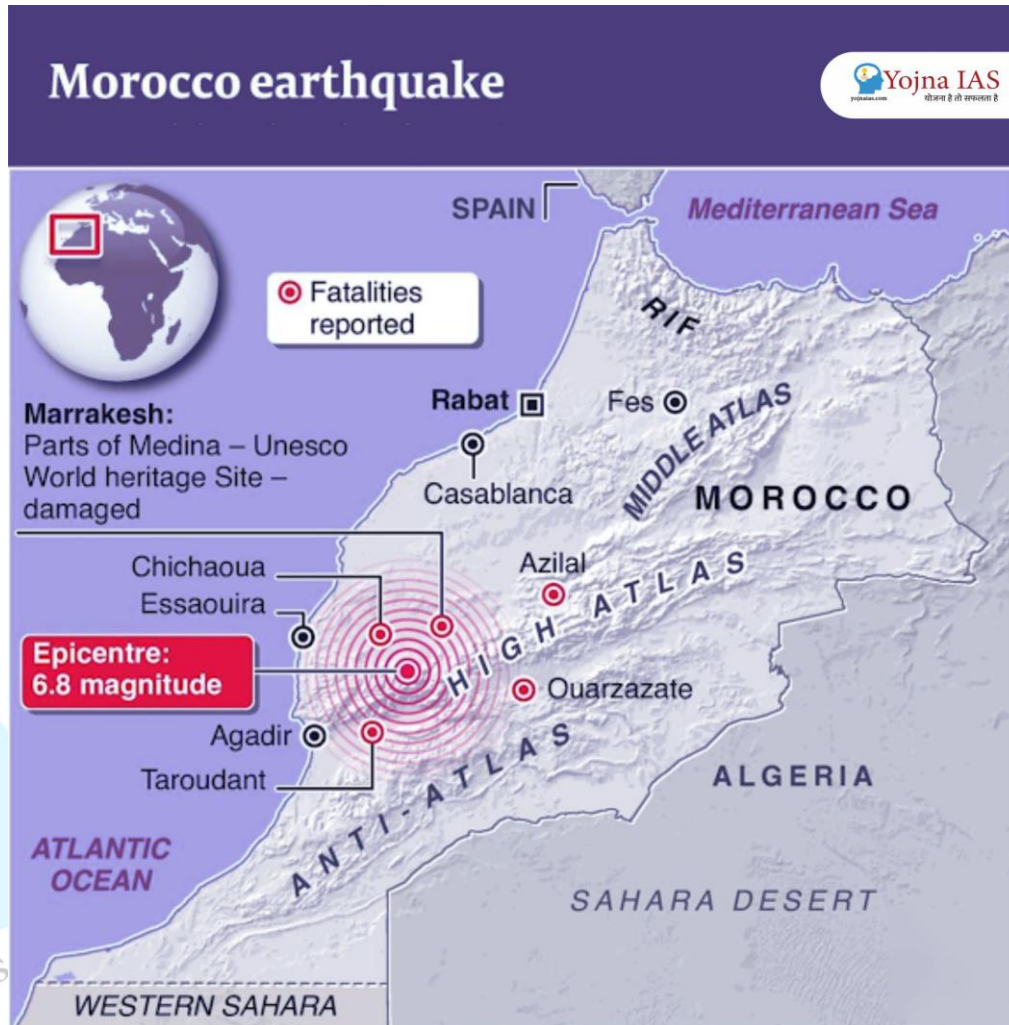 Morocco earthquake
Yojna IAS
yojnaias.com
योजना है तो सफलता है
SPAIN
Mediterranean Sea
Fatalities
reported
RIF
Marrakesh:
Parts of Medina – Unesco
World heritage Site –
damaged
Rabat
Fes
Casablanca
MIDDLE ATLAS
MOROCCO
Chichaoua
Essaouira
Azilal
HIGH ATLAS
Epicentre:
6.8 magnitude
Ouarzazate
Agadir
Taroudant
ANTI-ATLAS
ALGERIA
ATLANTIC
OCEAN
SAHARA DESERT
WESTERN SAHARA